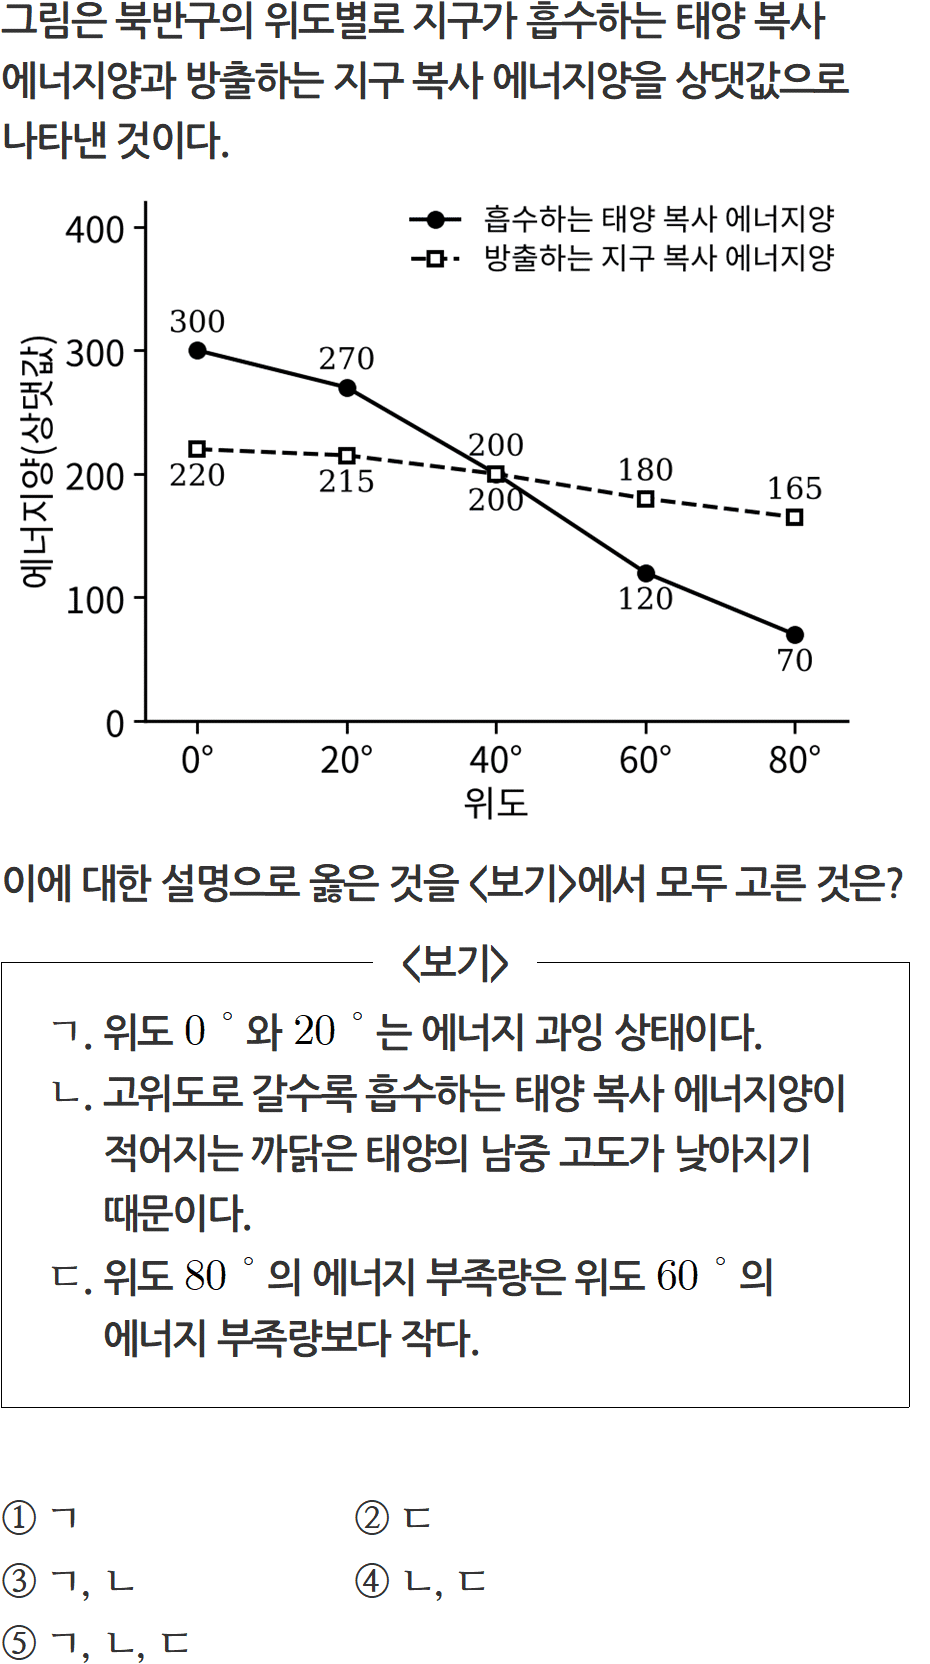 그림은 북반구의 위도별로 지구가 흡수하는 태양 복사
에너지양과 방출하는 지구 복사 에너지양을 상댓값으로
나타낸 것이다.
흡수하는 태양 복사 에너지양
방출하는 지구 복사 에너지양
에너지양(상댓값)
400
300
200
100
0
300
270
200
120
70
220
215
200
180
165
0° 20° 40° 60° 80°
위도
이에 대한 설명으로 옳은 것을 <보기>에서 모두 고른 것은?
<보기>
ㄱ. 위도 0°와 20°는 에너지 과잉 상태이다.
ㄴ. 고위도로 갈수록 흡수하는 태양 복사 에너지양이
적어지는 까닭은 태양의 남중 고도가 낮아지기
때문이다.
ㄷ. 위도 80°의 에너지 부족량은 위도 60°의
에너지 부족량보다 작다.
① ㄱ ② ㄷ
③ ㄱ, ㄴ ④ ㄴ, ㄷ
⑤ ㄱ, ㄴ, ㄷ